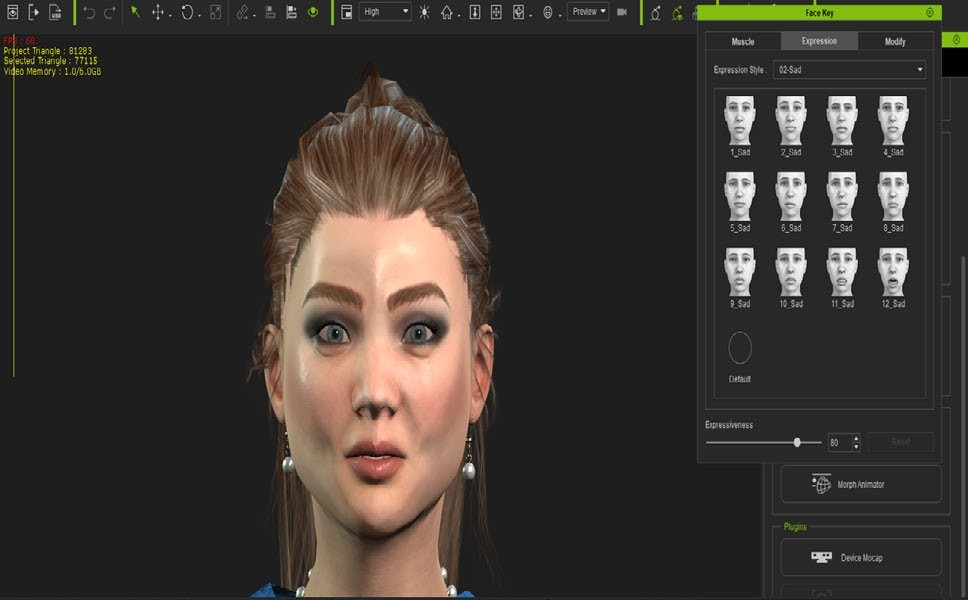 High
Preview
FPS : 60
Project Triangle : 81283
Selected Triangle : 77115
Video Memory : 1.0/6.0GB
Face Key
Muscle Expression Modify
Expression Style : 02-Sad
1_Sad 2_Sad 3_Sad 4_Sad
5_Sad 6_Sad 7_Sad 8_Sad
9_Sad 10_Sad 11_Sad 12_Sad
Default
Expressiveness
80 Reset
Morph Animator
Plugins
Device Mocap